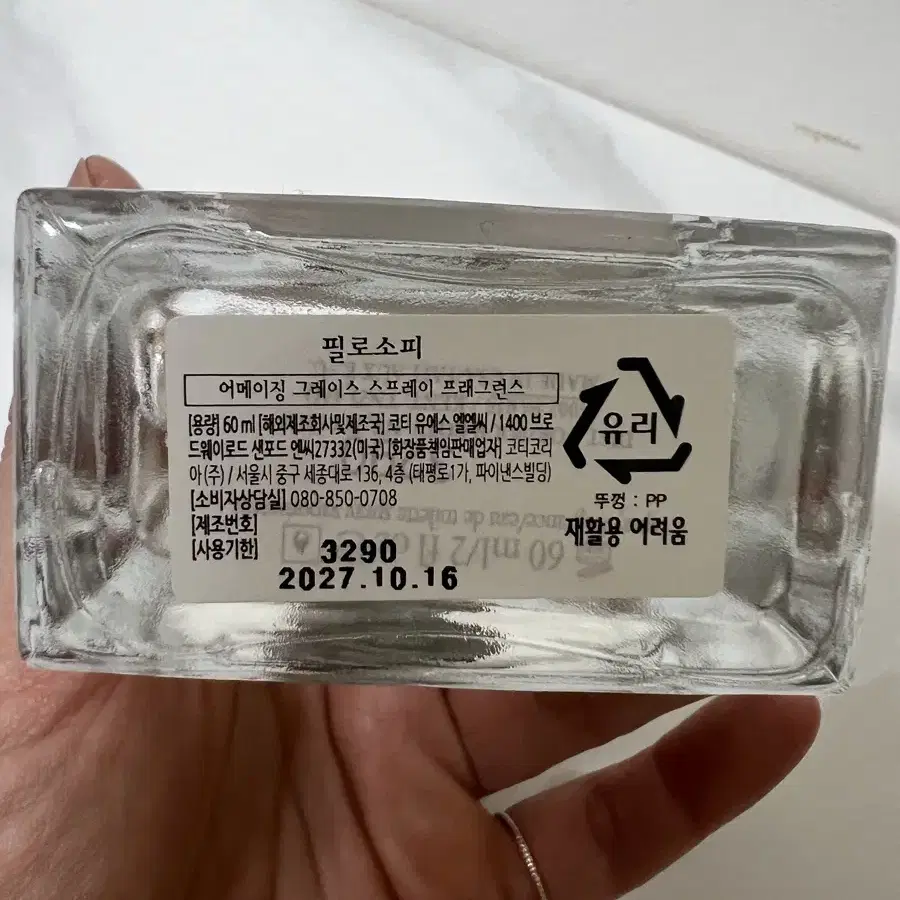 필로소피
어메이징 그레이스 스프레이 프래그런스
[용량] 60 ml [해외제조회사및제조국] 코티 유에스 엘엘씨 / 1400 브로
드웨이로드 샌포드 엔씨27332(미국) [화장품책임판매업자] 코티코리
아(주) / 서울시 중구 세종대로 136, 4층 (태평로1가, 파이낸스빌딩)
[소비자상담실] 080-850-0708
[제조번호]
[사용기한]
3290
2027.10.16
유리
뚜껑 : PP
재활용 어려움
60 ml/2 fl